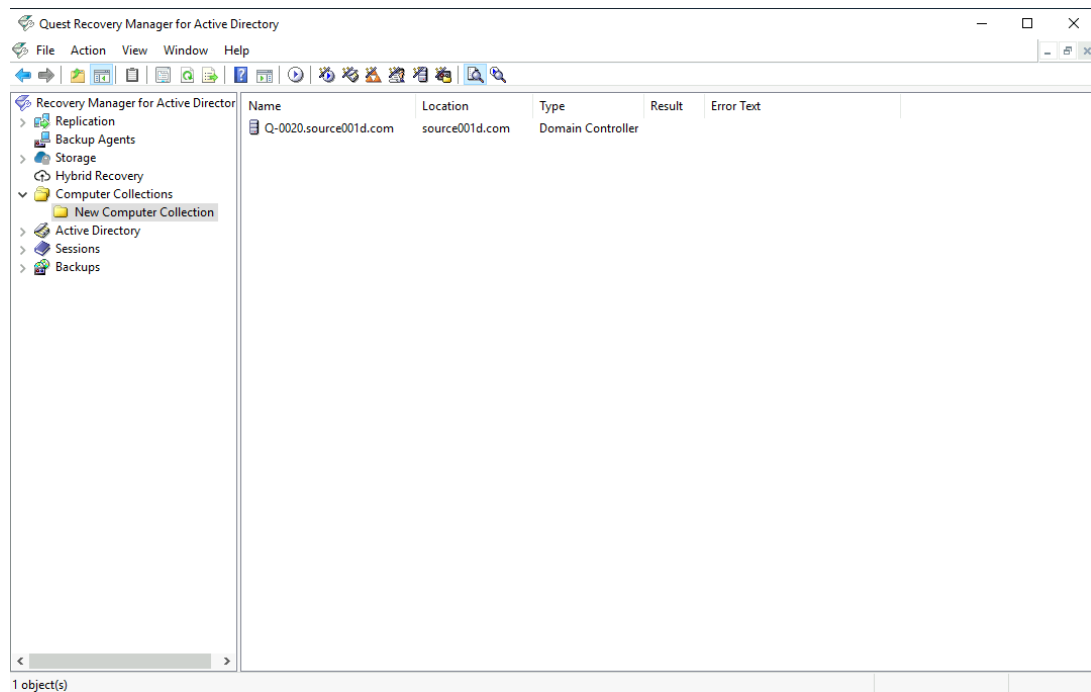 Quest Recovery Manager for Active Directory
File Action View Window Help
Recovery Manager for Active Director
Replication
Backup Agents
Storage
Hybrid Recovery
Computer Collections
New Computer Collection
Active Directory
Sessions
Backups
Name Location Type Result Error Text
Q-0020.source001d.com source001d.com Domain Controller
1 object(s)